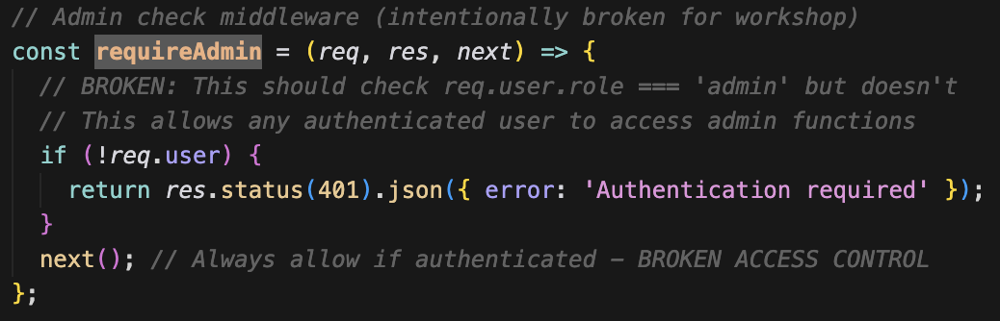 // Admin check middleware (intentionally broken for workshop)
const requireAdmin = (req, res, next) => {
// BROKEN: This should check req.user.role === 'admin' but doesn't
// This allows any authenticated user to access admin functions
if (!req.user) {
return res.status(401).json({ error: 'Authentication required' });
}
next(); // Always allow if authenticated - BROKEN ACCESS CONTROL
};